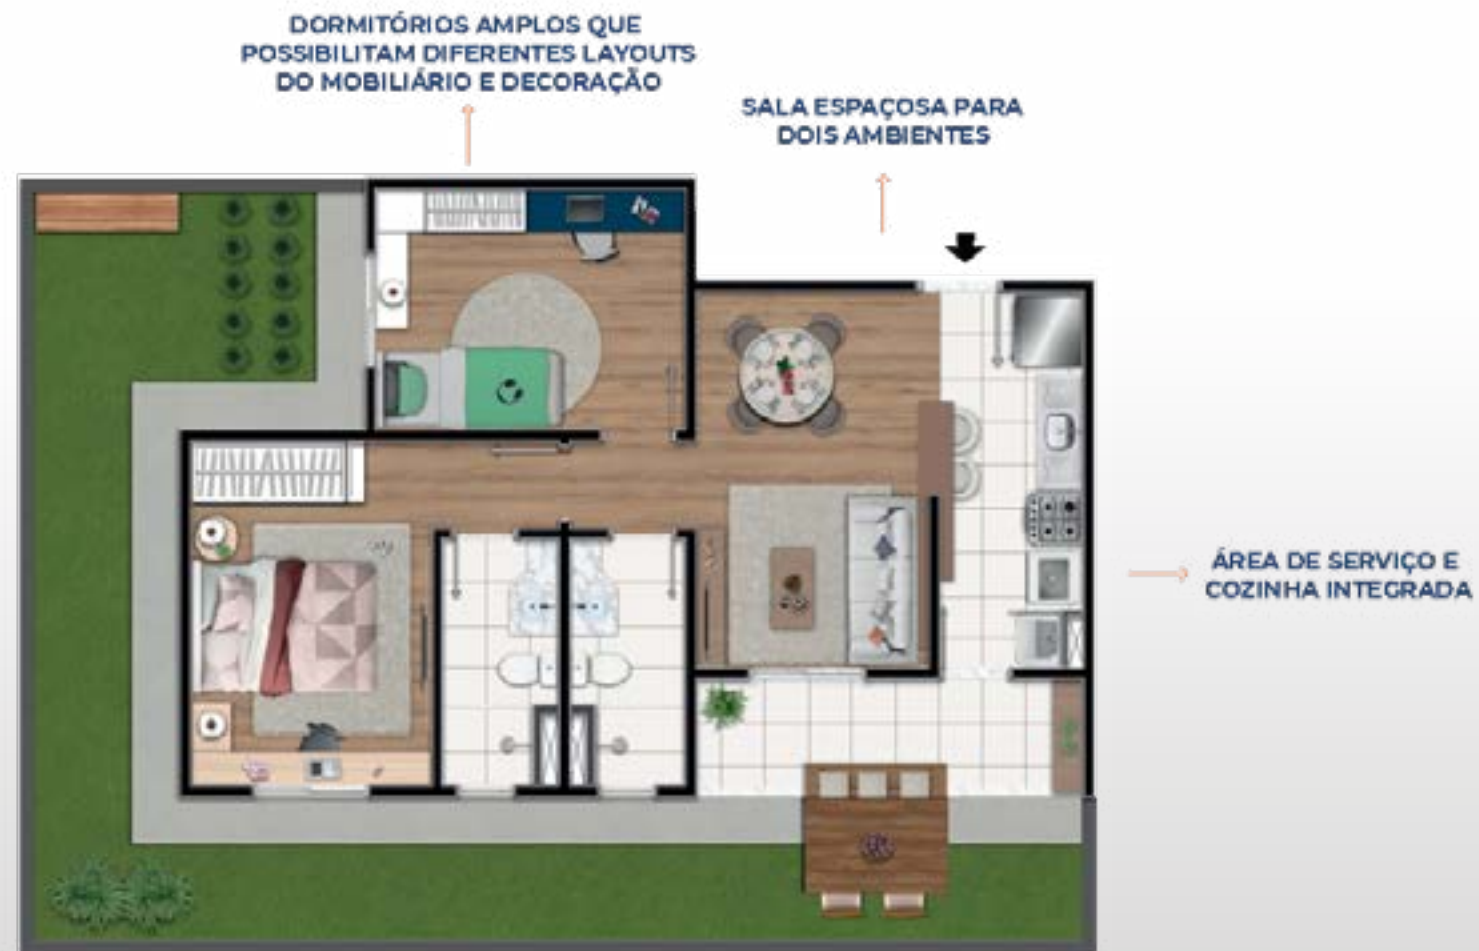 DORMITÓRIOS AMPLOS QUE
POSSIBILITAM DIFERENTES LAYOUTS
DO MOBILIÁRIO E DECORAÇÃO
SALA ESPAÇOSA PARA
DOIS AMBIENTES
ÁREA DE SERVIÇO E
COZINHA INTEGRADA